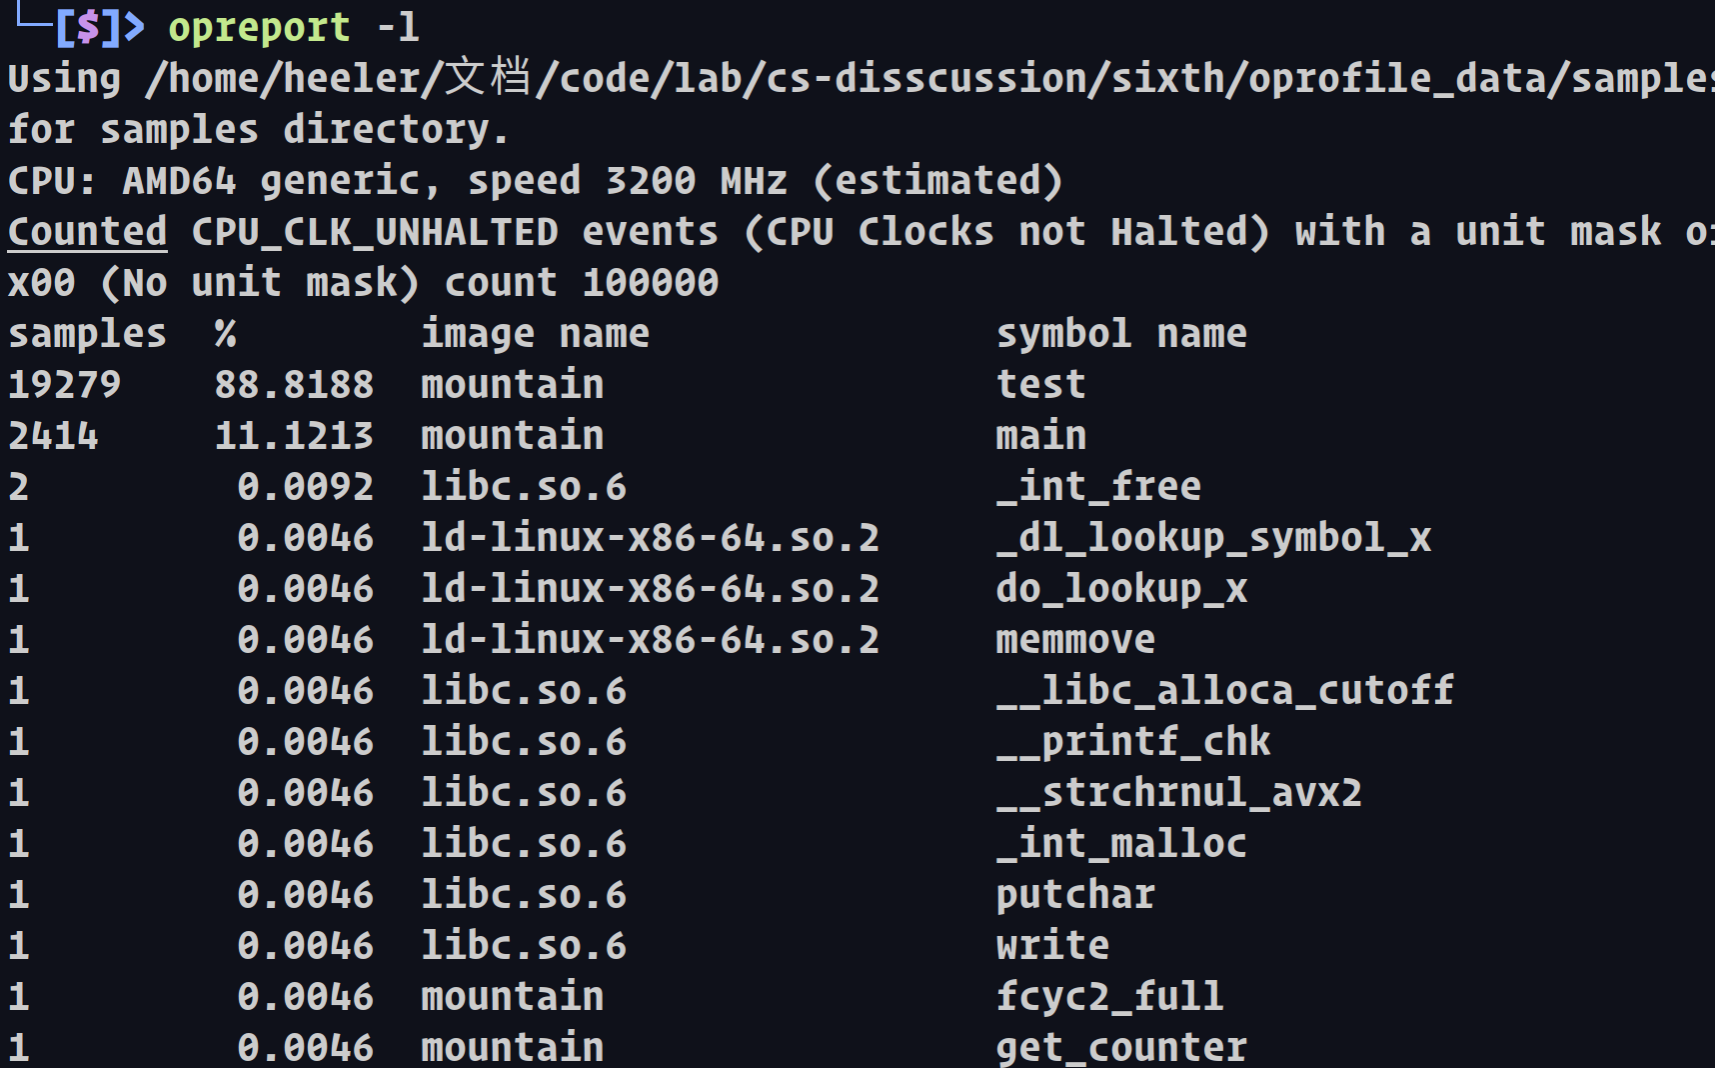 └─[$]> opreport -l
Using /home/heeler/文档/code/lab/cs-disscussion/sixth/oprofile_data/samples
for samples directory.
CPU: AMD64 generic, speed 3200 MHz (estimated)
Counted CPU_CLK_UNHALTED events (CPU Clocks not Halted) with a unit mask
x00 (No unit mask) count 100000
samples  %        image name               symbol name
19279    88.8188  mountain                 test
2414     11.1213  mountain                 main
2         0.0092  libc.so.6                _int_free
1         0.0046  ld-linux-x86-64.so.2     _dl_lookup_symbol_x
1         0.0046  ld-linux-x86-64.so.2     do_lookup_x
1         0.0046  ld-linux-x86-64.so.2     memmove
1         0.0046  libc.so.6                __libc_alloca_cutoff
1         0.0046  libc.so.6                __printf_chk
1         0.0046  libc.so.6                __strchrnul_avx2
1         0.0046  libc.so.6                _int_malloc
1         0.0046  libc.so.6                putchar
1         0.0046  libc.so.6                write
1         0.0046  mountain                 fcyc2_full
1         0.0046  mountain                 get_counter